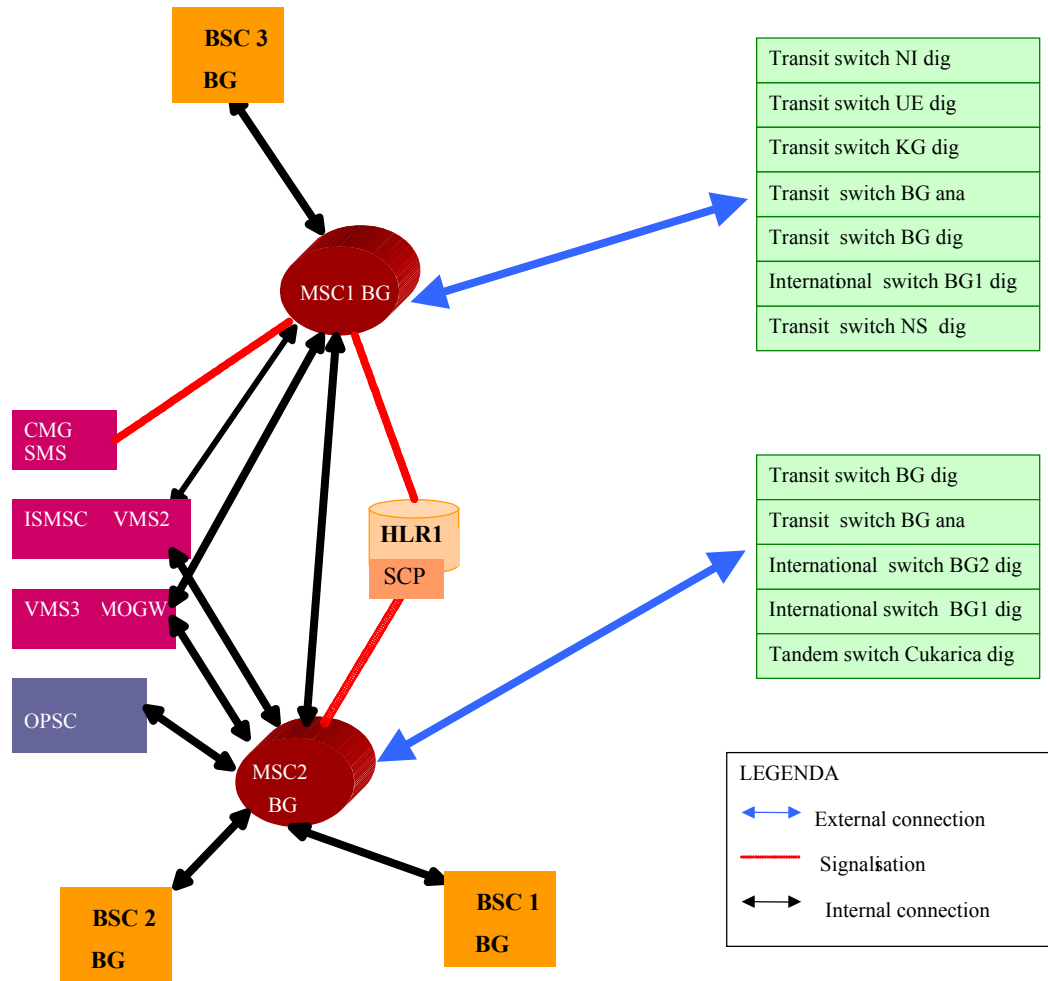 BSC 3
BG
Transit switch NI dig
Transit switch UE dig
Transit switch KG dig
Transit switch BG ana
Transit switch BG dig
International switch BG1 dig
Transit switch NS dig
MSC1 BG
CMG
SMS
ISMSC VMS2
HLR1
SCP
VMS3 MOGW
OPSC
Transit switch BG dig
Transit switch BG ana
International switch BG2 dig
International switch BG1 dig
Tandem switch Cukarica dig
MSC2
BG
LEGENDA
External connection
Signalisation
Internal connection
BSC 2
BG
BSC 1
BG